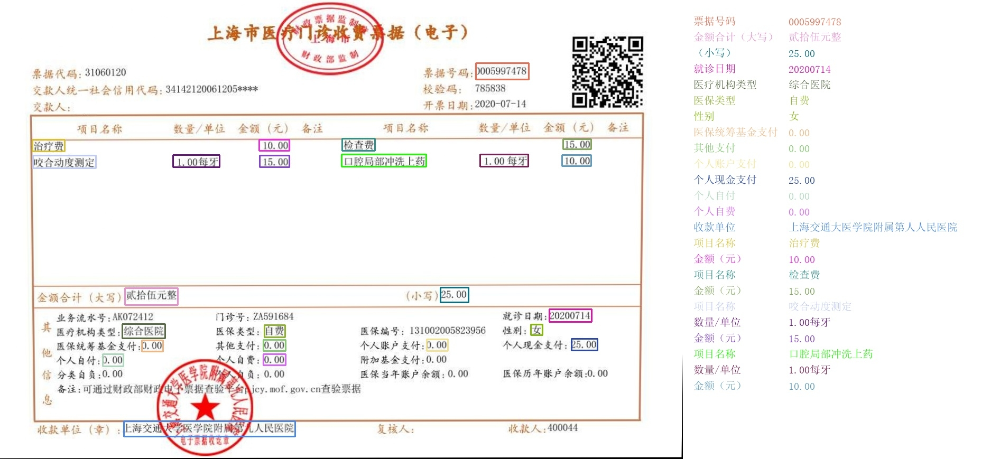 上海市医疗门诊收费票据（电子）
财政票据监制章
上海市
财政部监制
票据代码：31060120
票据号码：0005997478
交款人统一社会信用代码：34142120061205****
校验码：785838
交款人：
开票日期：2020-07-14
项目名称 数量/单位 金额（元） 备注 项目名称 数量/单位 金额（元） 备注
治疗费 10.00 检查费 15.00
咬合动度测定 1.00每牙 15.00 口腔局部冲洗上药 1.00 每牙 10.00
金额合计（大写）贰拾伍元整 （小写）25.00
其他信息
业务流水号：AK072412 门诊号：ZA591684 就诊日期：20200714
医疗机构类型：综合医院 医保类型：自费 医保编号：131002005823956 性别：女
医保统筹基金支付：0.00 其他支付：0.00 个人账户支付：0.00 个人现金支付：25.00
个人自付：0.00 个人自费：0.00 附加基金支付：0.00
分类自负：0.00 个人自负：0.00 医保当年账户余额：0.00 医保历年账户余额：0.00
备注：可通过财政部财政电子票据查验平台pjcy.mof.gov.cn查验票据
收款单位（章）：上海交通大学医学院附属第九人民医院 复核人： 收款人：400044
上海交通大学医学院附属第九人民医院
电子票据收讫章
票据号码 0005997478
金额合计（大写） 贰拾伍元整
（小写） 25.00
就诊日期 20200714
医疗机构类型 综合医院
医保类型 自费
性别 女
医保统筹基金支付 0.00
其他支付 0.00
个人账户支付 0.00
个人现金支付 25.00
个人自付 0.00
个人自费 0.00
收款单位 上海交通大医学院附属第人人民医院
项目名称 治疗费
金额（元） 10.00
项目名称 检查费
金额（元） 15.00
项目名称 咬合动度测定
数量/单位 1.00每牙
金额（元） 15.00
项目名称 口腔局部冲洗上药
数量/单位 1.00每牙
金额（元） 10.00